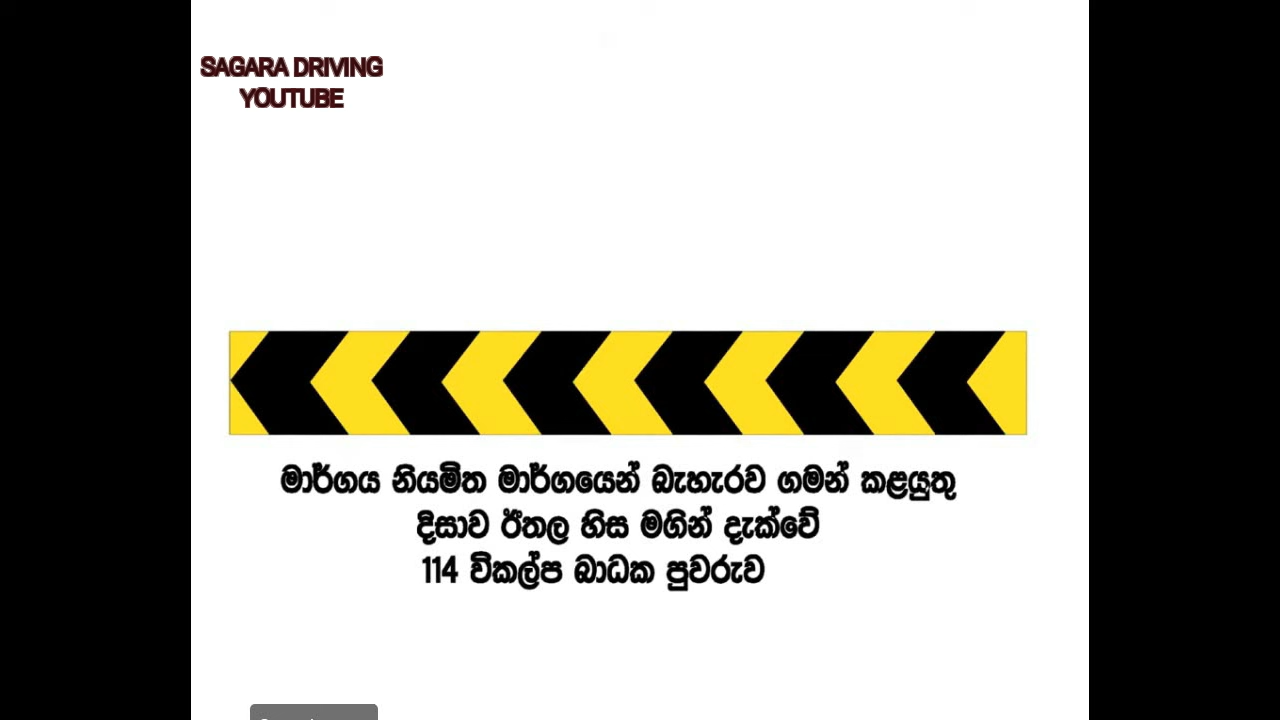 SAGARA DRIVING
YOUTUBE
මාර්ගය නියමිත මාර්ගයෙන් බැහැරව ගමන් කළයුතු
දිසාව ඊතල හිස මගින් දැක්වේ
114 විකල්ප බාධක පුවරුව